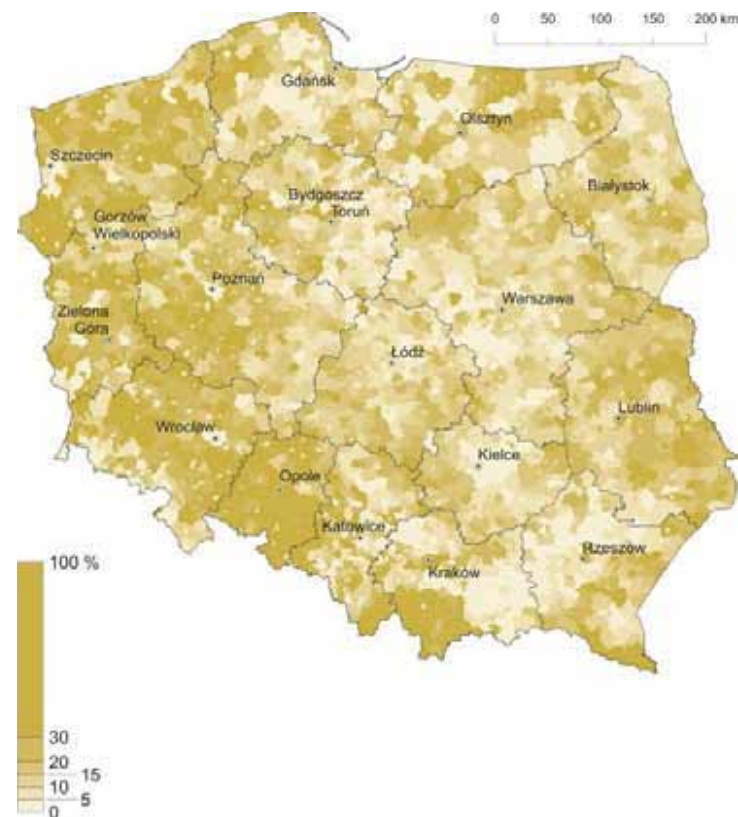 0 50 100 150 200 km
Gdańsk
Olsztyn
Szczecin
Białystok
Bydgoszcz
Toruń
Gorzów
Wielkopolski
Poznań
Warszawa
Zielona
Góra
Łódź
Lublin
Wrocław
Kielce
Opole
Katowice
Rzeszów
Kraków
100 %
30
20
15
10
5
0